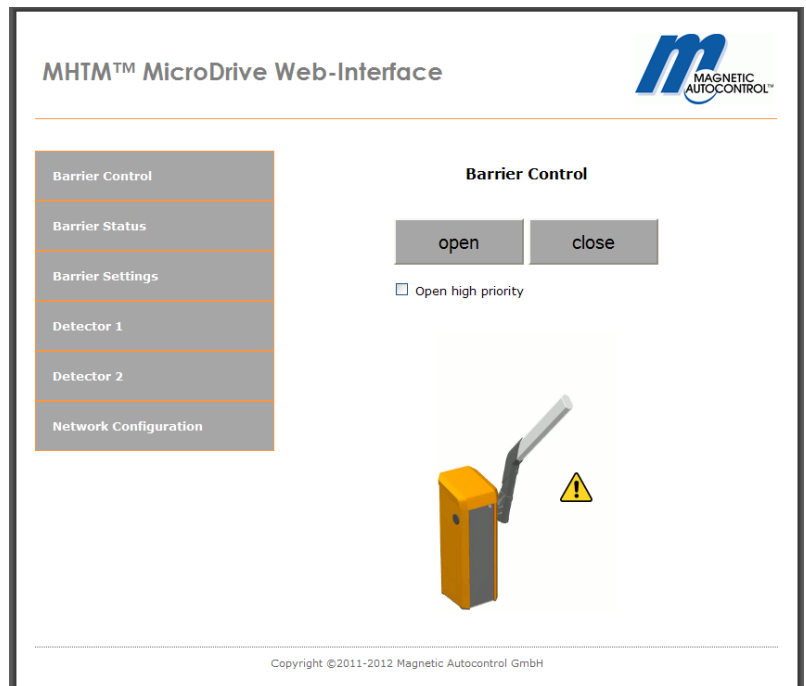 MHTM™ MicroDrive Web-Interface
MAGNETIC
AUTOCONTROL™
Barrier Control
Barrier Status
Barrier Settings
Detector 1
Detector 2
Network Configuration
Barrier Control
open close
Open high priority
Copyright ©2011-2012 Magnetic Autocontrol GmbH